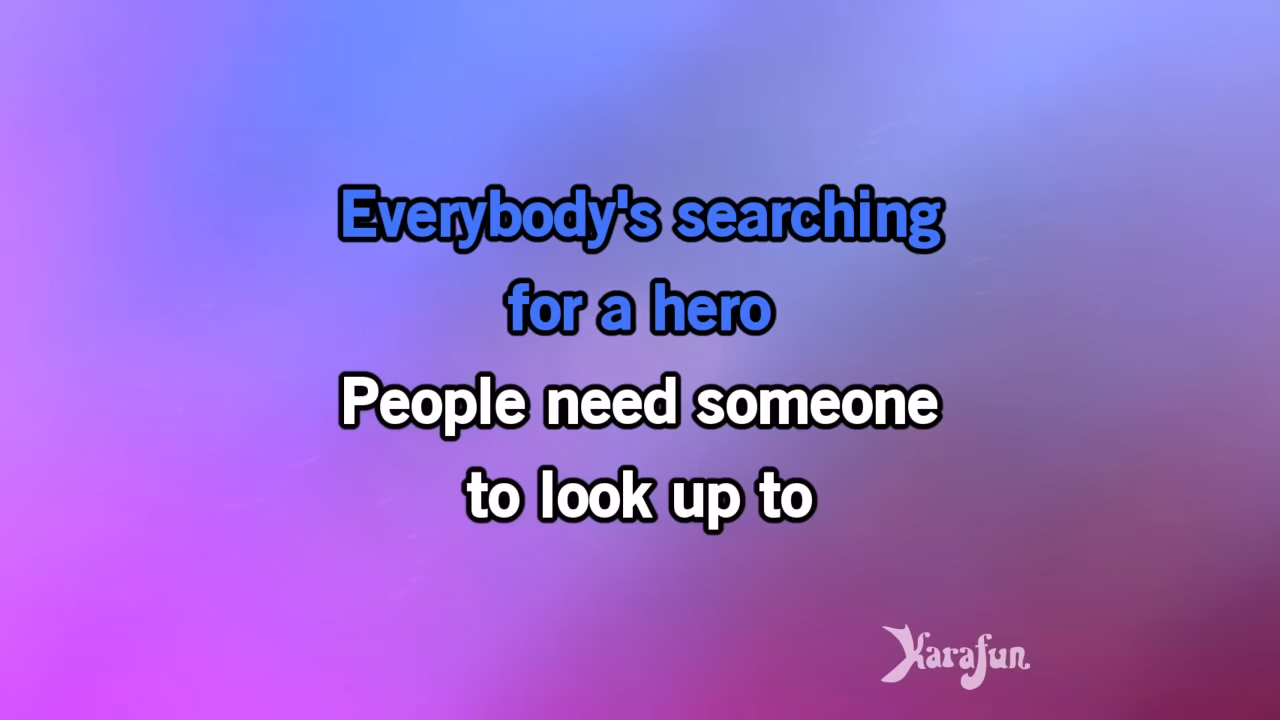 Everybody's searching
for a hero
People need someone
to look up to
Karafun